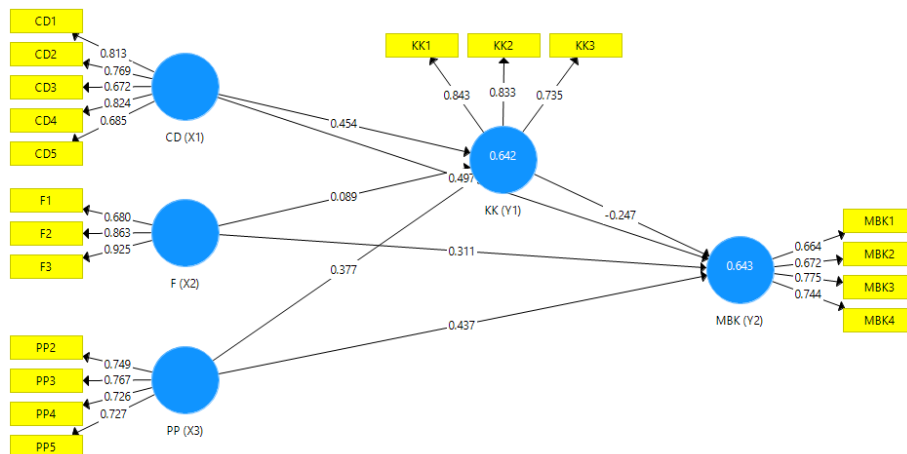 CD1
CD2
CD3
CD4
CD5
0.813
0.769
0.672
0.824
0.685
CD (X1)
F1
F2
F3
0.680
0.863
0.925
F (X2)
PP2
PP3
PP4
PP5
0.749
0.767
0.726
0.727
PP (X3)
KK1
KK2
KK3
0.843
0.833
0.735
0.642
KK (Y1)
0.454
0.497
0.089
0.377
-0.247
0.311
0.437
0.643
MBK (Y2)
0.664
0.672
0.775
0.744
MBK1
MBK2
MBK3
MBK4